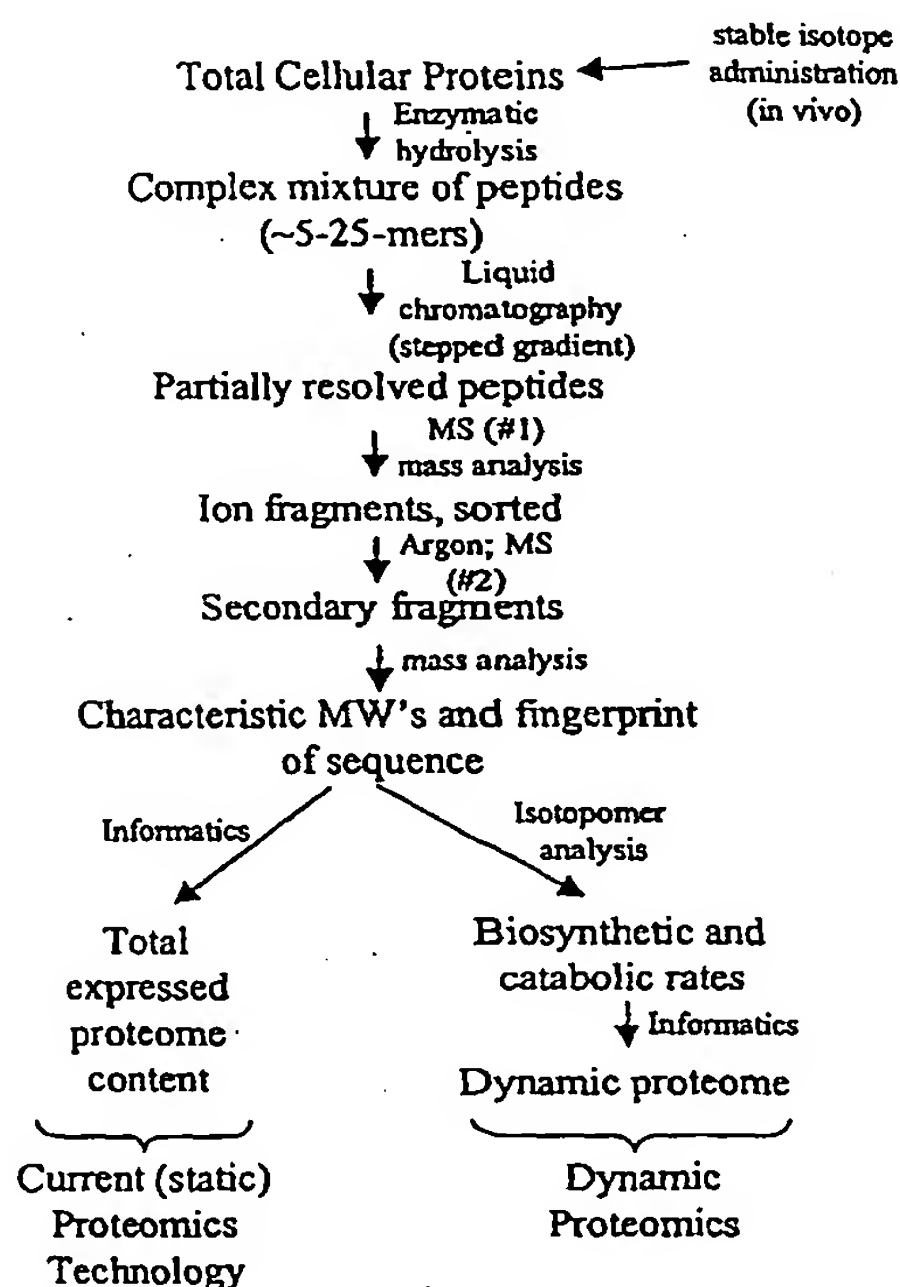 stable isotope
administration
(in vivo)
Total Cellular Proteins
Enzymatic
hydrolysis
Complex mixture of peptides
(~5-25-mers)
Liquid
chromatography
(stepped gradient)
Partially resolved peptides
MS (#1)
mass analysis
Ion fragments, sorted
Argon; MS
(#2)
Secondary fragments
mass analysis
Characteristic MW's and fingerprint
of sequence
Informatics
Isotopomer
analysis
Total
expressed
proteome
content
Biosynthetic and
catabolic rates
Informatics
Dynamic proteome
Current (static)
Proteomics
Technology
Dynamic
Proteomics